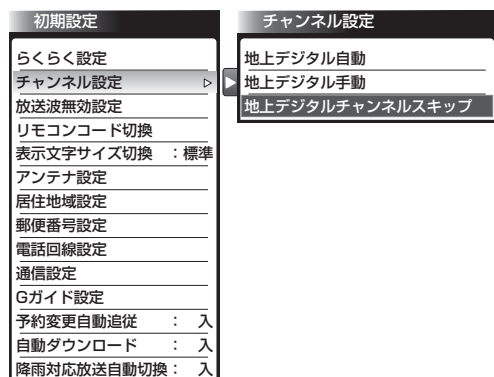 初期設定
らくらく設定
チャンネル設定
放送波無効設定
リモコンコード切換
表示文字サイズ切換 ：標準
アンテナ設定
居住地域設定
郵便番号設定
電話回線設定
通信設定
Gガイド設定
予約変更自動追従 ： 入
自動ダウンロード ： 入
降雨対応放送自動切換： 入
チャンネル設定
地上デジタル自動
地上デジタル手動
地上デジタルチャンネルスキップ